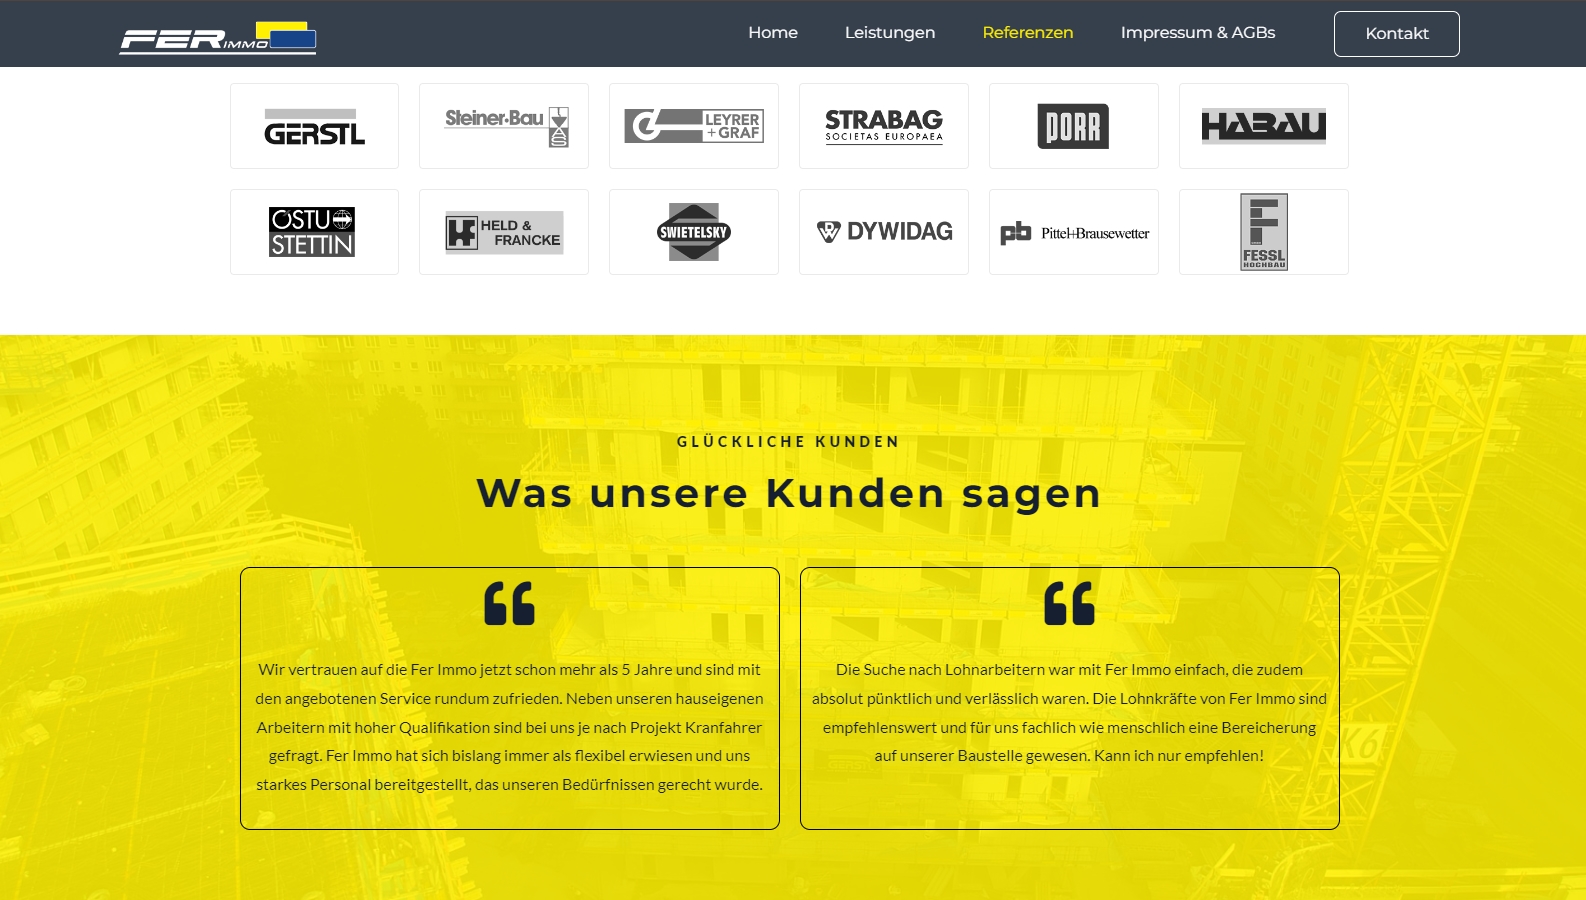 FER IMMO
Home
Leistungen
Referenzen
Impressum & AGBs
Kontakt
GERSTL
Steiner-Bau
LEYRER
+GRAF
STRABAG
SOCIETAS EUROPAEA
PORR
HABAU
ÖSTU
STETTIN
HELD &
FRANCKE
SWIETELSKY
DYWIDAG
pb Pittel+Brausewetter
FESSL
HOCHBAU
GLÜCKLICHE KUNDEN
Was unsere Kunden sagen
Wir vertrauen auf die Fer Immo jetzt schon mehr als 5 Jahre und sind mit
den angebotenen Service rundum zufrieden. Neben unseren hauseigenen
Arbeitern mit hoher Qualifikation sind bei uns je nach Projekt Kranfahrer
gefragt. Fer Immo hat sich bislang immer als flexibel erwiesen und uns
starkes Personal bereitgestellt, das unseren Bedürfnissen gerecht wurde.
Die Suche nach Lohnarbeitern war mit Fer Immo einfach, die zudem
absolut pünktlich und verlässlich waren. Die Lohnkräfte von Fer Immo sind
empfehlenswert und für uns fachlich wie menschlich eine Bereicherung
auf unserer Baustelle gewesen. Kann ich nur empfehlen!
K6